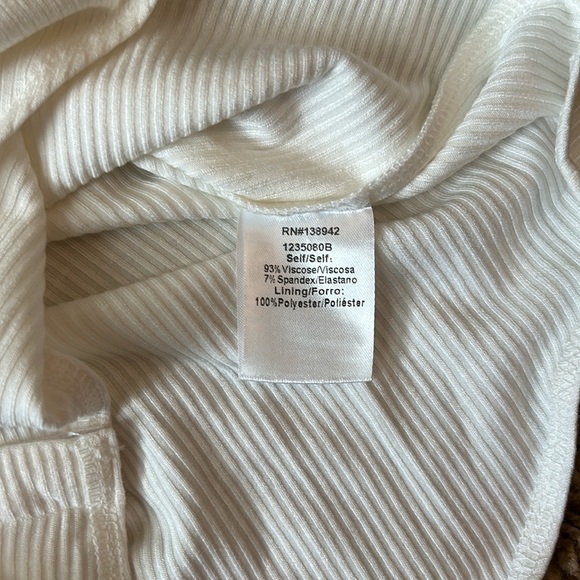 RN#138942
1235080B
Self/Self:
93%Viscose/Viscosa
7%Spandex/Elastano
Lining/Forro:
100%Polyester/Poliéster